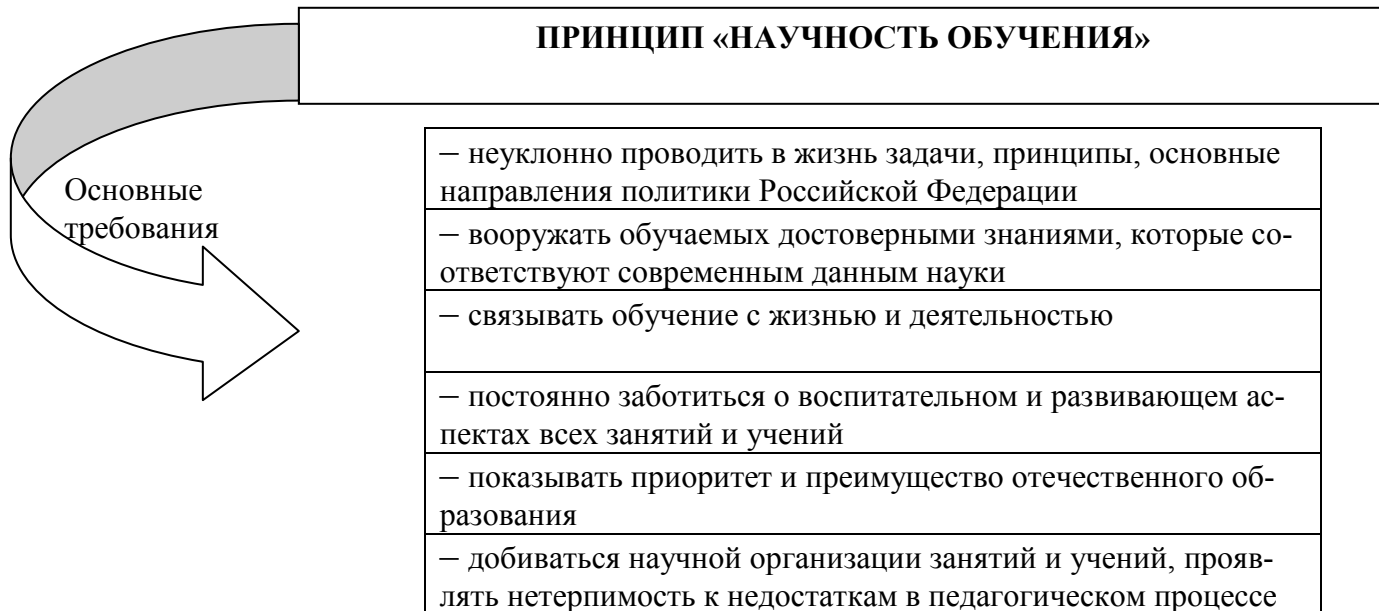 ПРИНЦИП «НАУЧНОСТЬ ОБУЧЕНИЯ»
Основные
требования
– неуклонно проводить в жизнь задачи, принципы, основные
направления политики Российской Федерации
– вооружать обучаемых достоверными знаниями, которые со-
ответствуют современным данным науки
– связывать обучение с жизнью и деятельностью
– постоянно заботиться о воспитательном и развивающем ас-
пектах всех занятий и учений
– показывать приоритет и преимущество отечественного об-
разования
– добиваться научной организации занятий и учений, прояв-
лять нетерпимость к недостаткам в педагогическом процессе